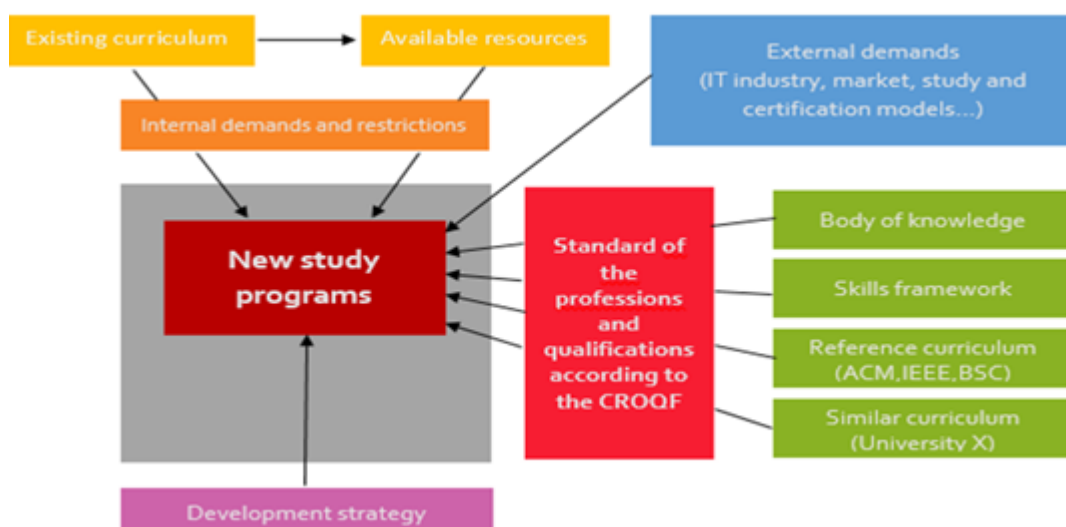 Existing curriculum
Available resources
External demands
(IT industry, market, study and
certification models...)
Internal demands and restrictions
New study
programs
Standard of
the
professions
and
qualifications
according to
the CROQF
Body of knowledge
Skills framework
Reference curriculum
(ACM,IEEE,BSC)
Similar curriculum
(University X)
Development strategy